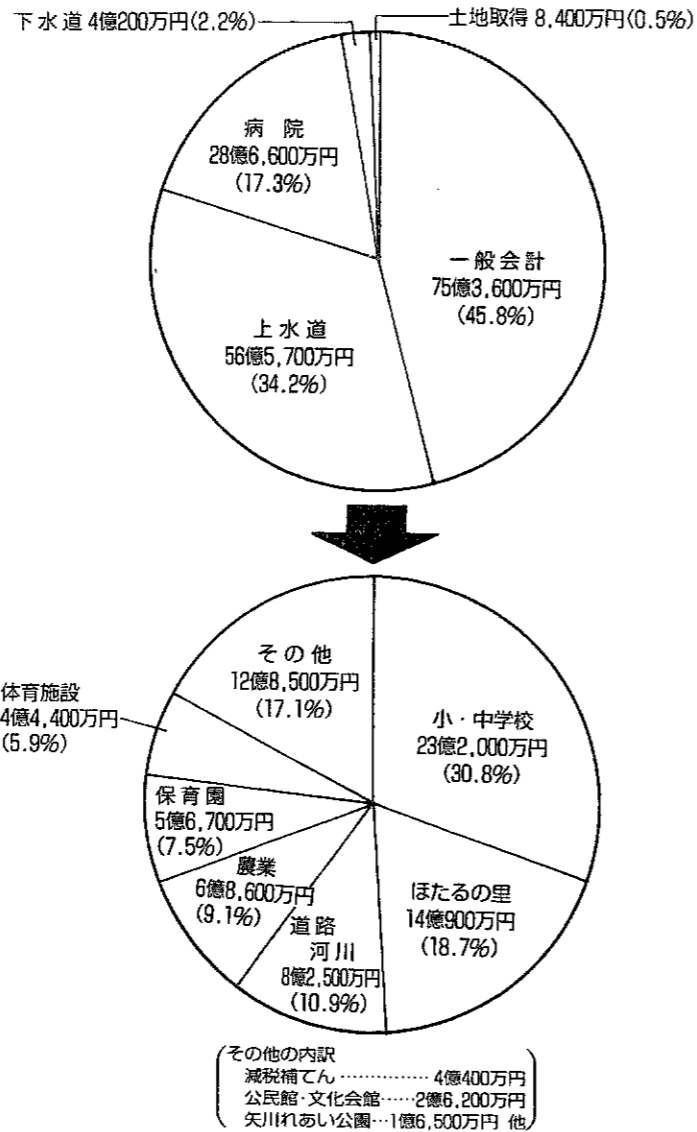 下水道 4億200万円(2.2%)
土地取得 8,400万円(0.5%)
病院
28億6,600万円
(17.3%)
一般会計
75億3,600万円
(45.8%)
上水道
56億5,700万円
(34.2%)
その他
12億8,500万円
(17.1%)
体育施設
4億4,400万円
(5.9%)
小・中学校
23億2,000万円
(30.8%)
保育園
5億6,700万円
(7.5%)
農業
6億8,600万円
(9.1%)
ほたるの里
14億900万円
(18.7%)
道路
河川
8億2,500万円
(10.9%)
その他の内訳
減税補てん…………4億400万円
公民館・文化会館……2億6,200万円
矢川れあい公園…1億6,500万円 他